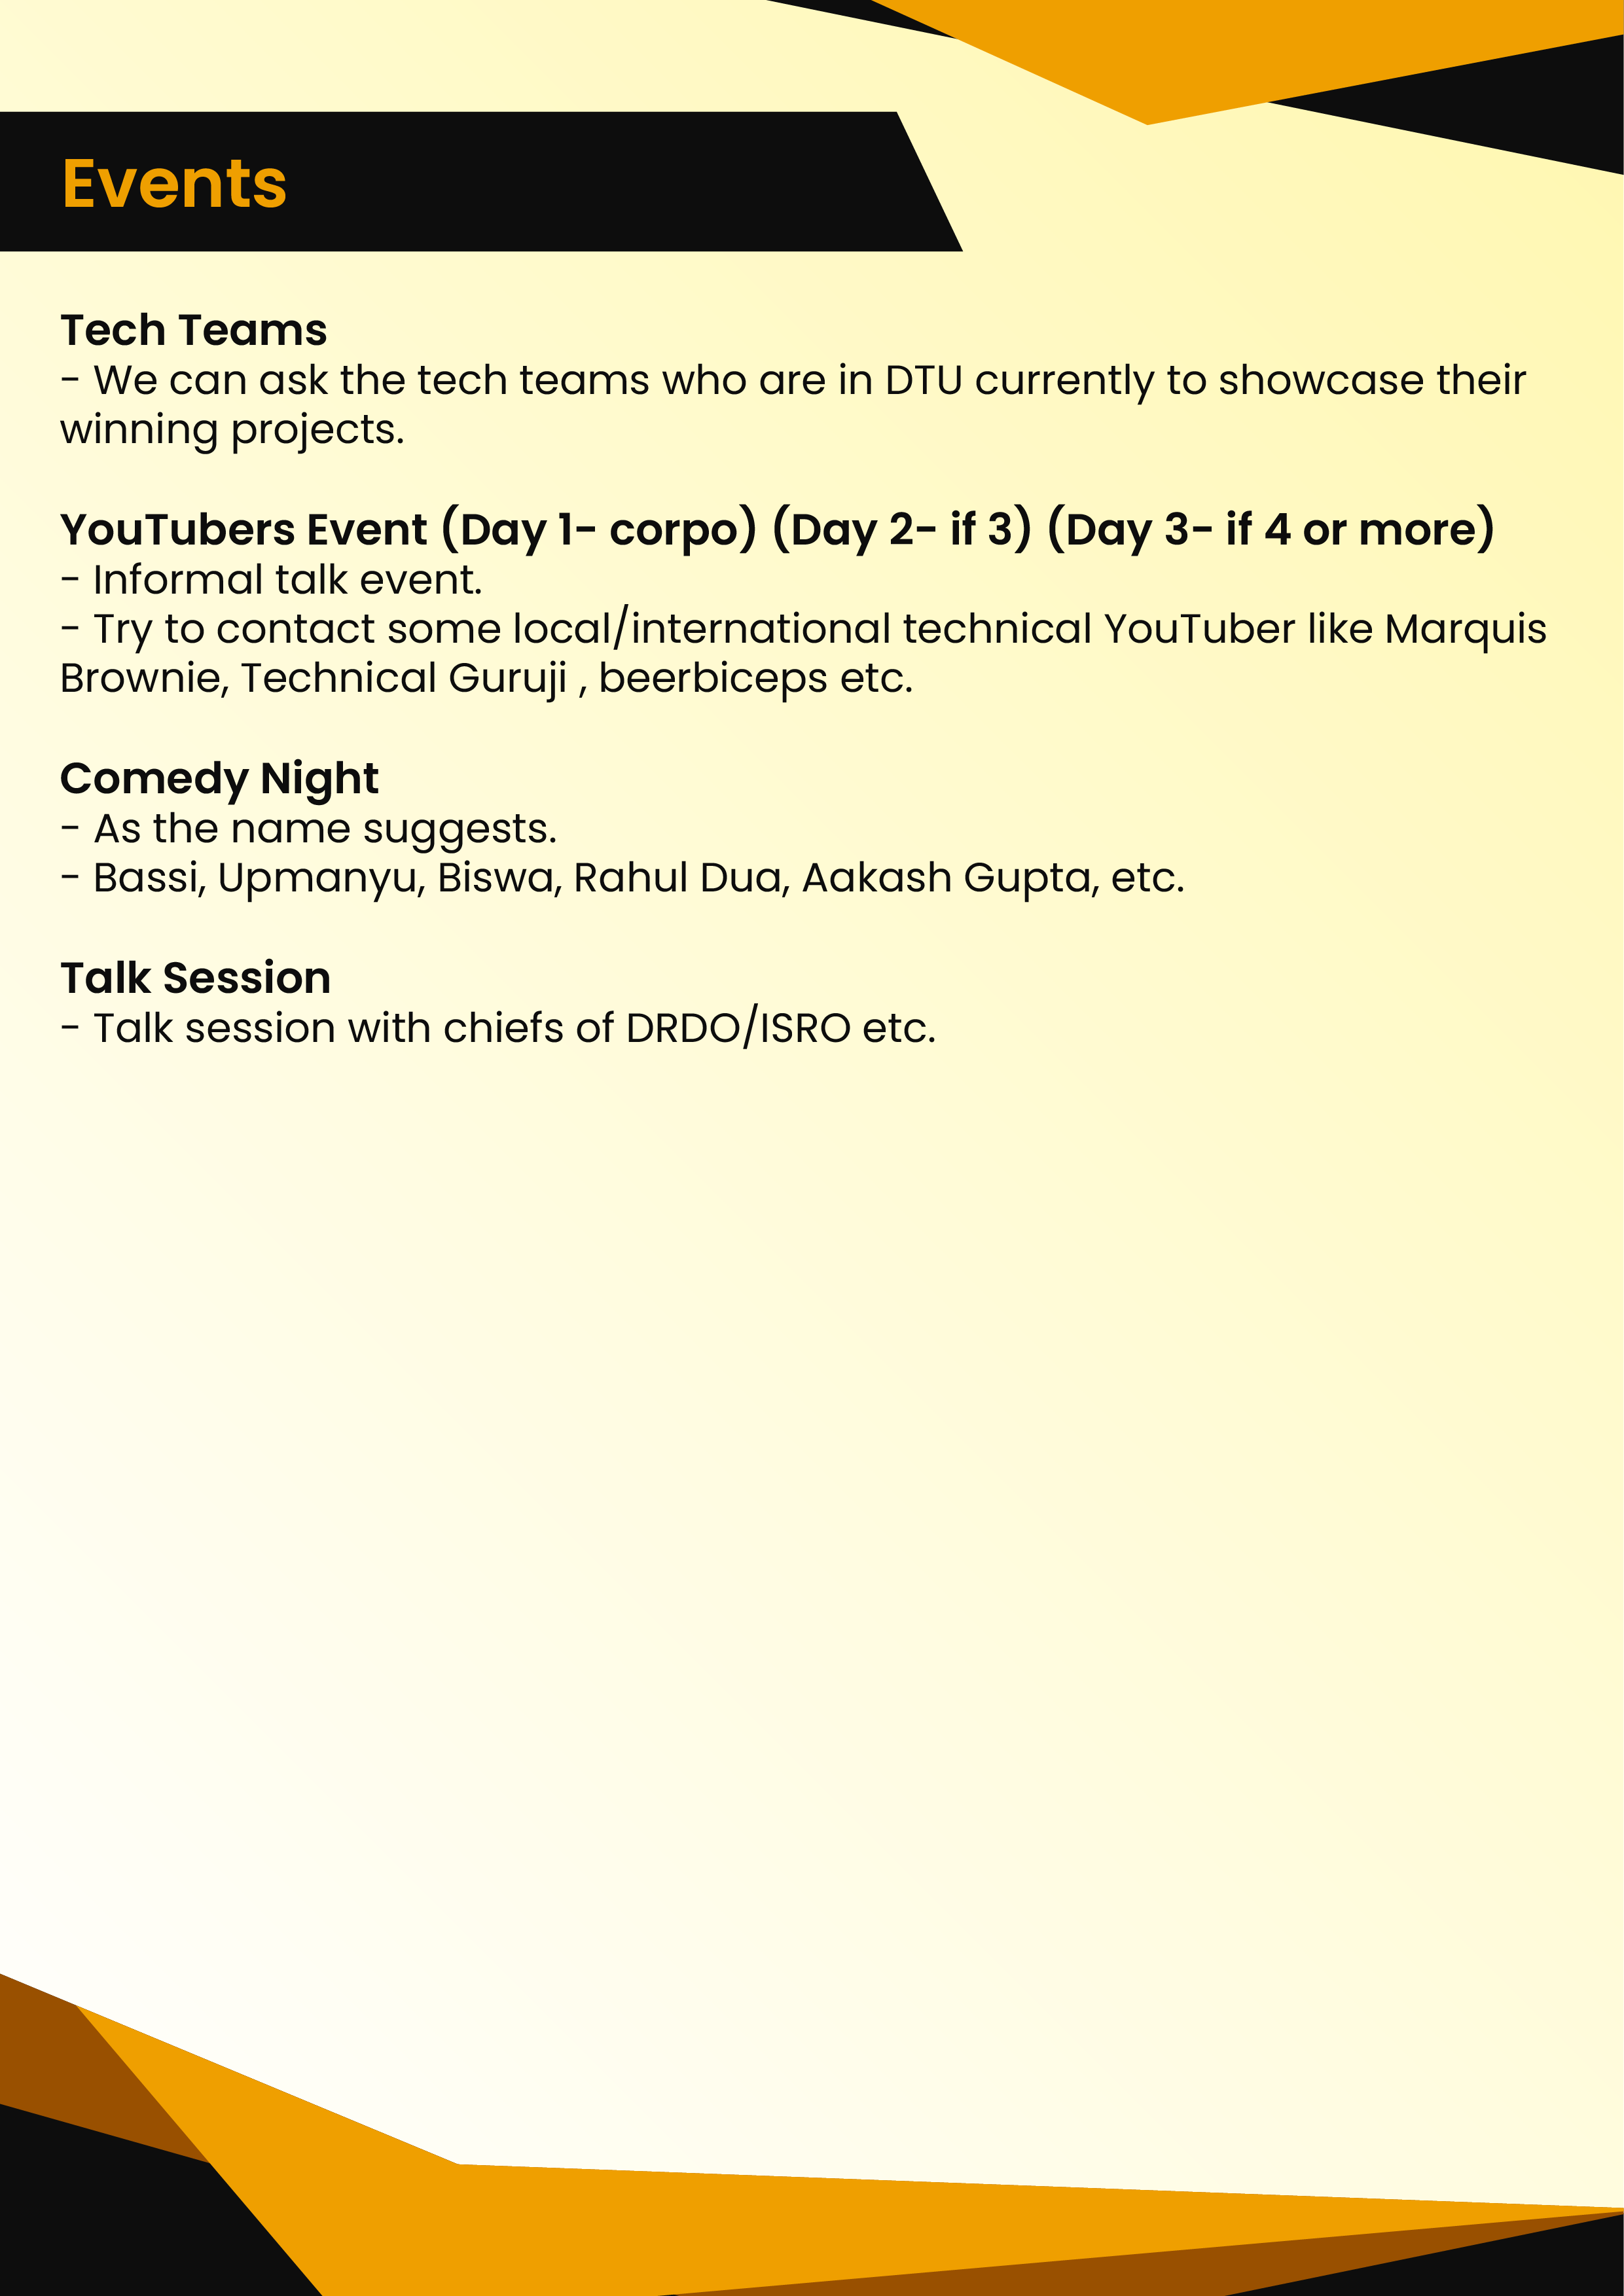 Events
Tech Teams
- We can ask the tech teams who are in DTU currently to showcase their
winning projects.
YouTubers Event (Day 1- corpo) (Day 2- if 3) (Day 3- if 4 or more)
- Informal talk event.
- Try to contact some local/international technical YouTuber like Marquis
Brownie, Technical Guruji , beerbiceps etc.
Comedy Night
- As the name suggests.
- Bassi, Upmanyu, Biswa, Rahul Dua, Aakash Gupta, etc.
Talk Session
- Talk session with chiefs of DRDO/ISRO etc.